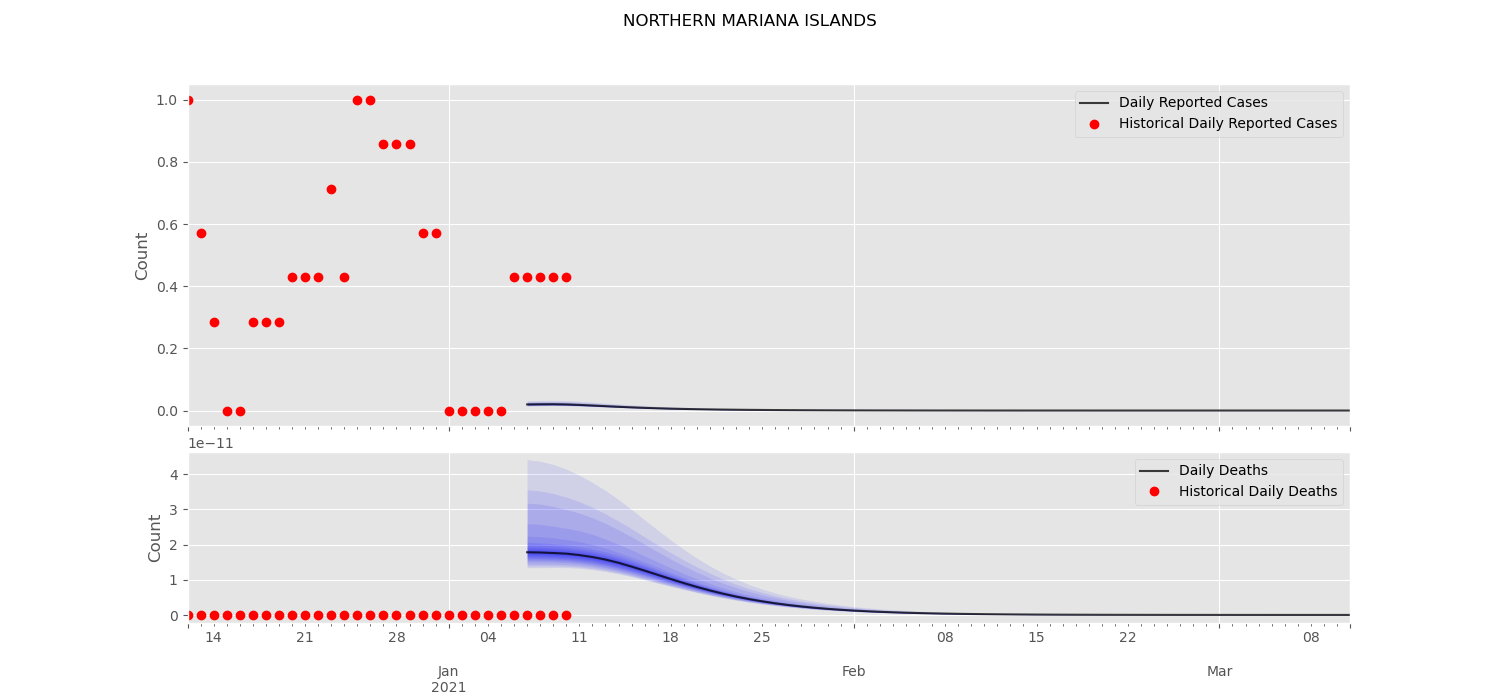 NORTHERN MARIANA ISLANDS
1.0
0.8
0.6
0.4
0.2
0.0
Count
Daily Reported Cases
Historical Daily Reported Cases
1e−11
4
3
2
1
0
Count
Daily Deaths
Historical Daily Deaths
14 21 28 04 11 18 25 08 15 22 08
Jan Feb Mar
2021